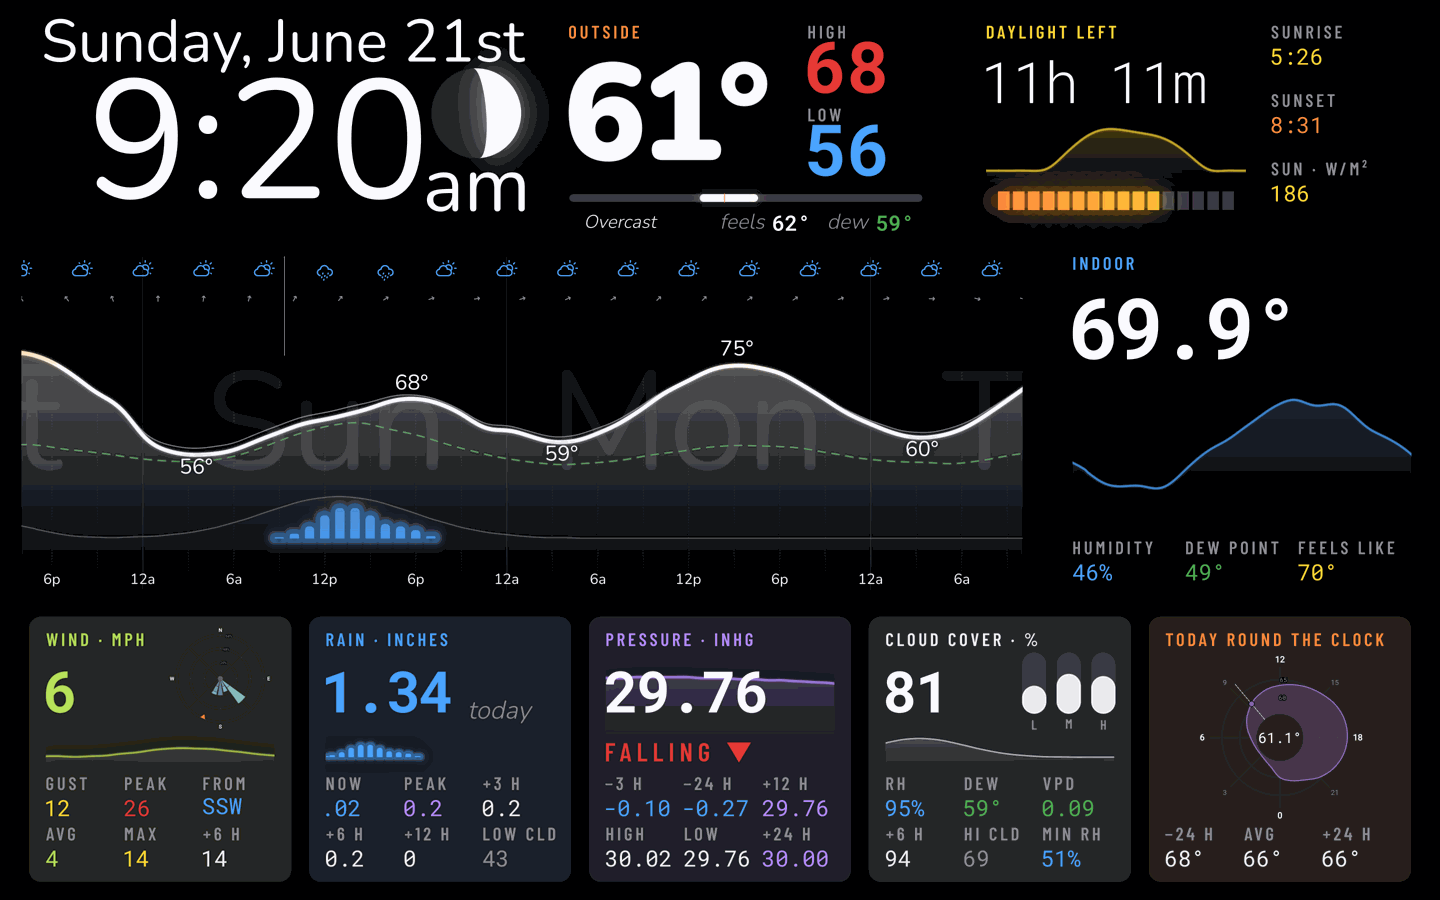 Sunday, June 21st
9:20 am
OUTSIDE
61°
HIGH
68
LOW
56
Overcast feels 62° dew 59°
DAYLIGHT LEFT
11h 11m
SUNRISE
5:26
SUNSET
8:31
SUN · W/M²
186
Sun Mon T
68°
75°
56°
59°
60°
6p 12a 6a 12p 6p 12a 6a 12p 6p 12a 6a
INDOOR
69.9°
HUMIDITY DEW POINT FEELS LIKE
46% 49° 70°
WIND · MPH
6
N
W E
S
GUST PEAK FROM
12 26 SSW
AVG MAX +6 H
4 14 14
RAIN · INCHES
1.34 today
NOW PEAK +3 H
.02 0.2 0.2
+6 H +12 H LOW CLD
0.2 0 43
PRESSURE · INHG
29.76
FALLING ▼
−3 H −24 H +12 H
−0.10 −0.27 29.76
HIGH LOW +24 H
30.02 29.76 30.00
CLOUD COVER · %
81
L M H
RH DEW VPD
95% 59° 0.09
+6 H HI CLD MIN RH
94 69 51%
TODAY ROUND THE CLOCK
12
9 15
6 61.1° 18
3 21
0
−24 H AVG +24 H
68° 66° 66°